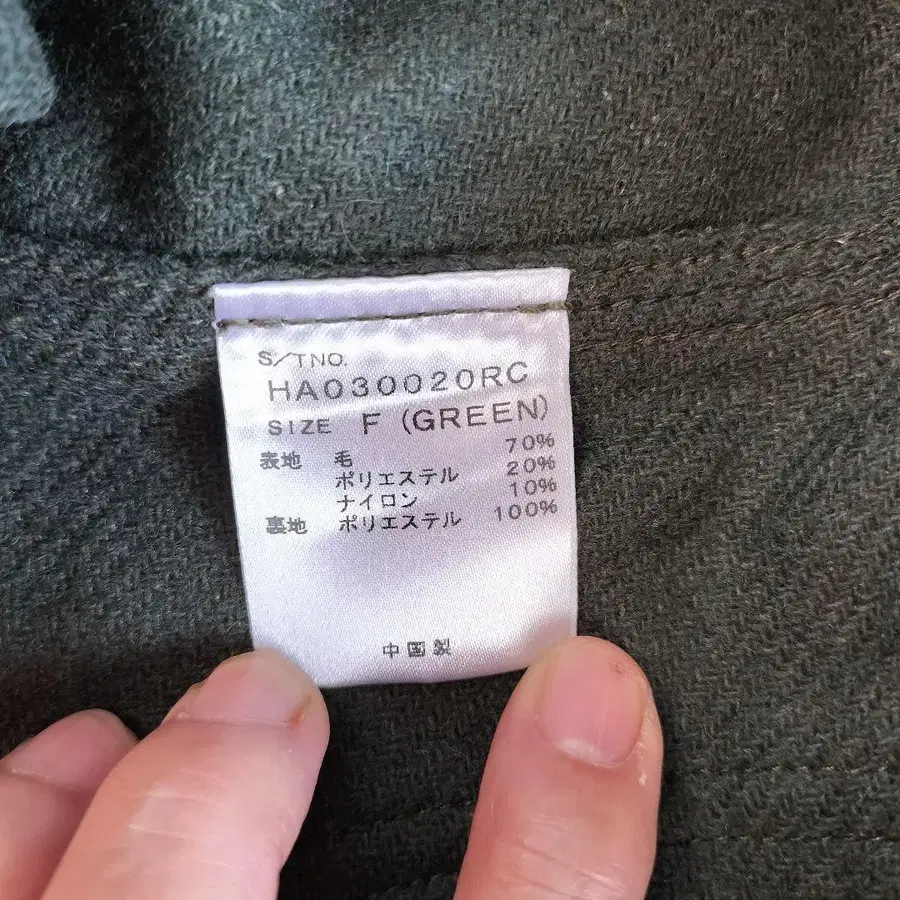 S/TNO.
HA030020RC
SIZE F (GREEN)
表地 毛 70%
ポリエステル 20%
ナイロン 10%
裏地 ポリエステル 100%
中国製